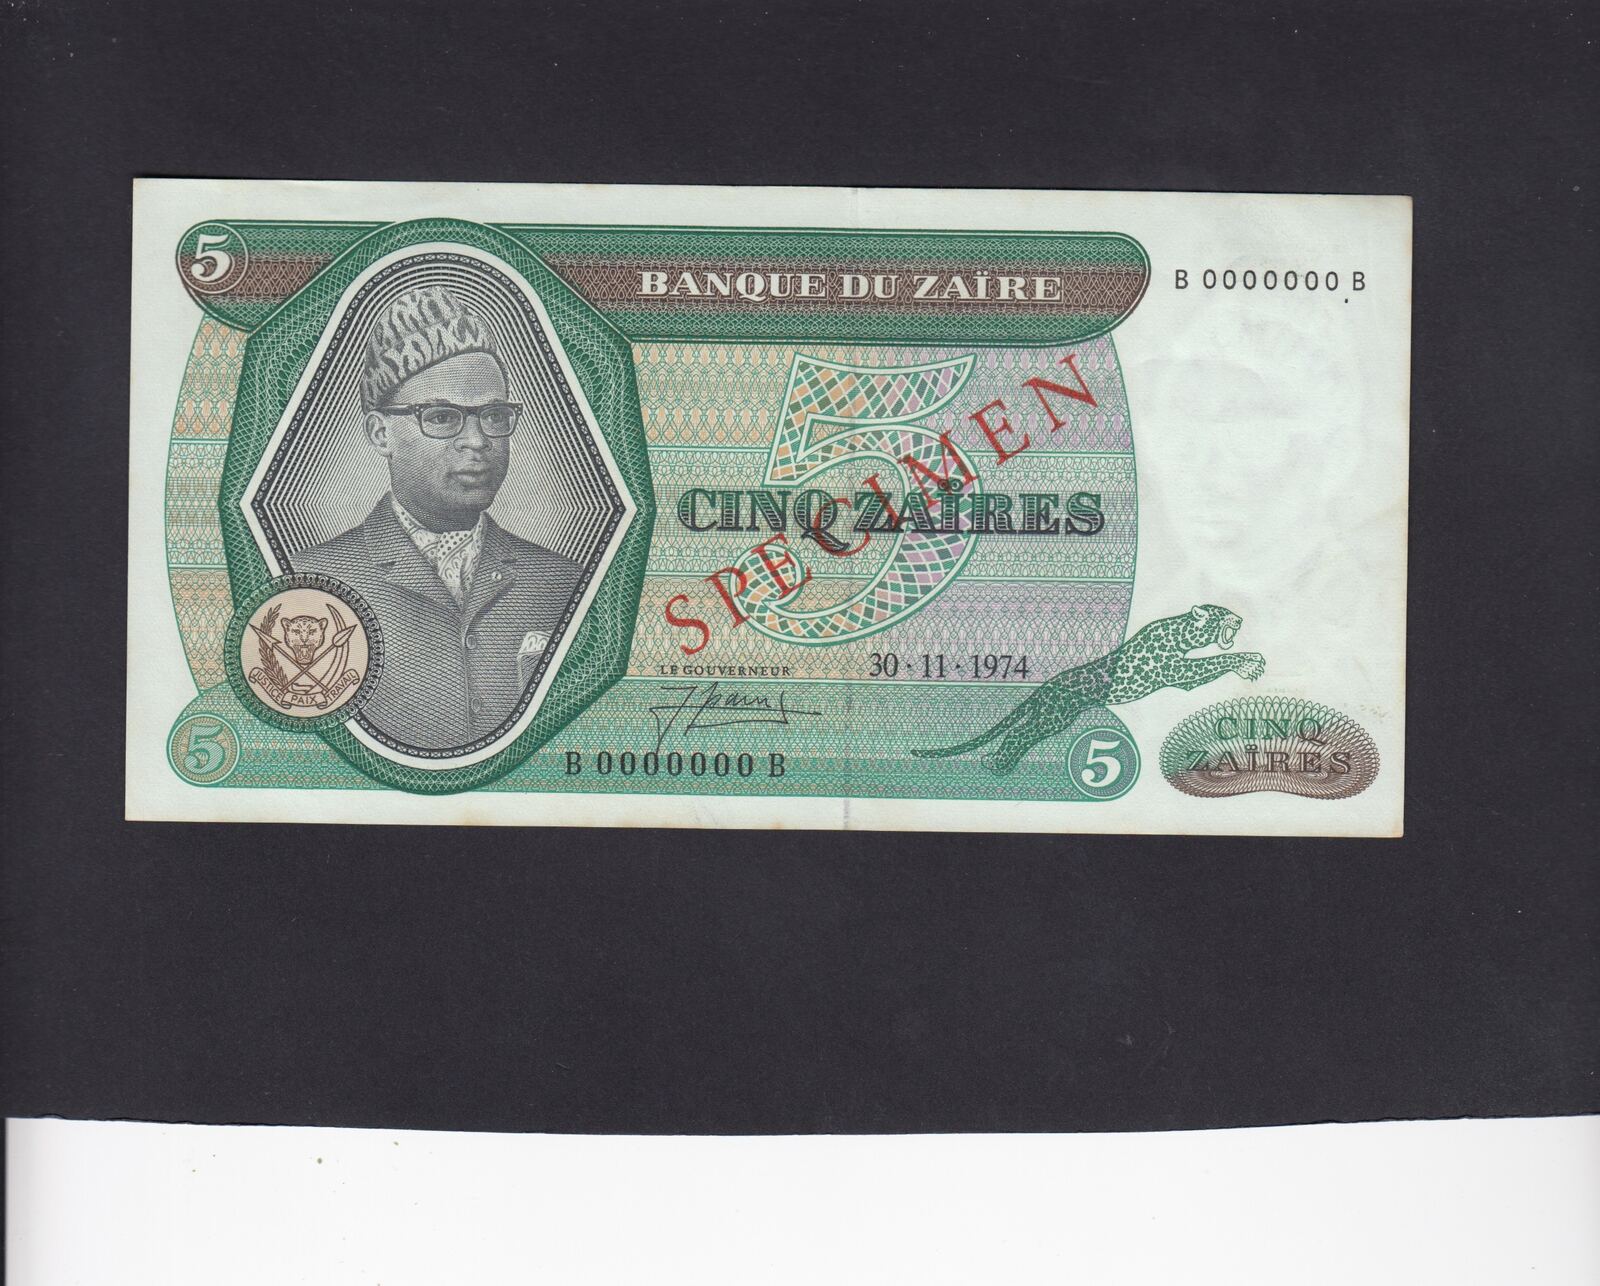 5
BANQUE DU ZAÏRE
B 0000000 B
5
CINQ ZAÏRES
SPECIMEN
LE GOUVERNEUR
30·11·1974
JUSTICE PAIX TRAVAIL
5
B 0000000 B
5
CINQ
ZAÏRES